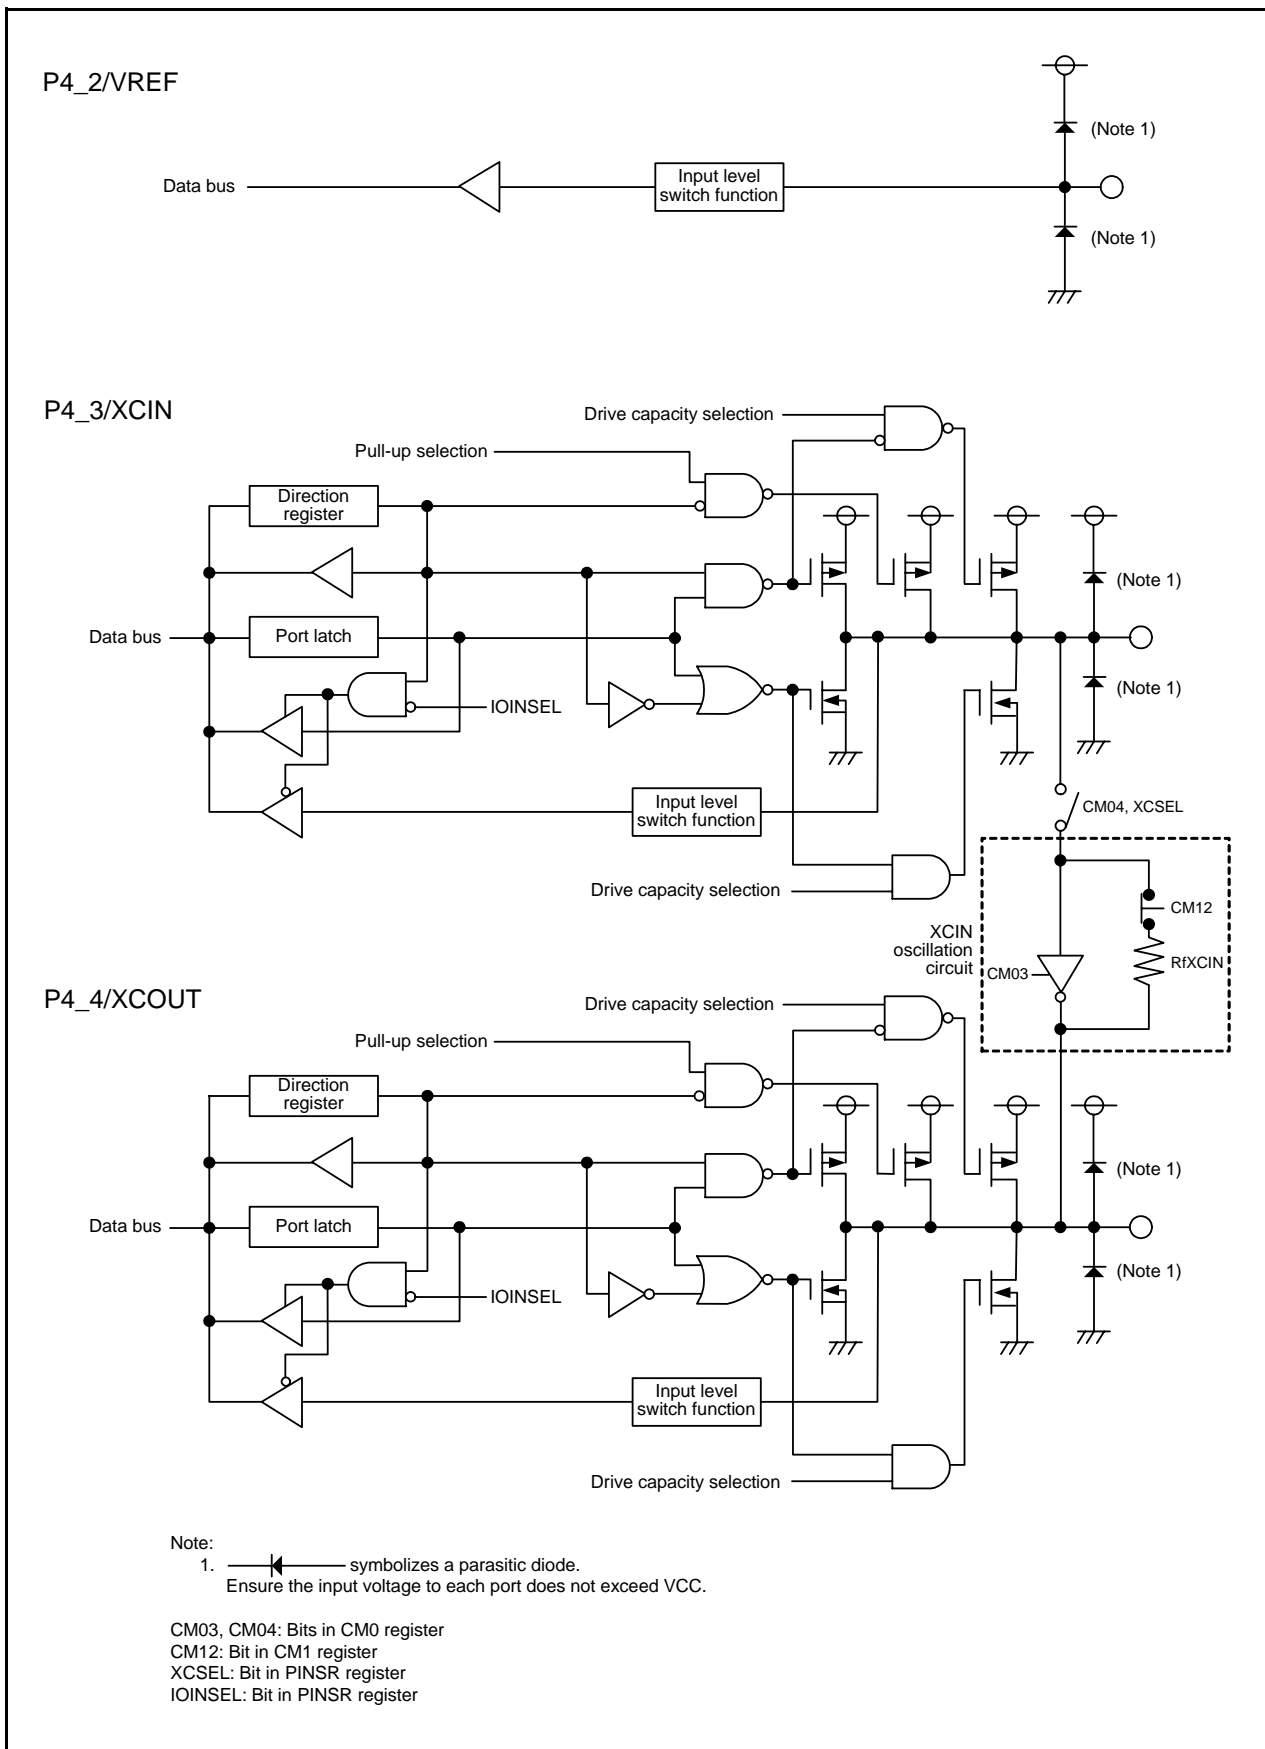 P4_2/VREF
(Note 1)
Data bus
Input level
switch function
(Note 1)
P4_3/XCIN
Drive capacity selection
Pull-up selection
Direction
register
(Note 1)
Data bus
Port latch
IOINSEL
(Note 1)
Input level
switch function
CM04, XCSEL
Drive capacity selection
CM12
XCIN
oscillation
circuit
CM03
RfXCIN
P4_4/XCOUT
Drive capacity selection
Pull-up selection
Direction
register
(Note 1)
Data bus
Port latch
IOINSEL
(Note 1)
Input level
switch function
Drive capacity selection
Note:
1. symbolizes a parasitic diode.
Ensure the input voltage to each port does not exceed VCC.
CM03, CM04: Bits in CM0 register
CM12: Bit in CM1 register
XCSEL: Bit in PINSR register
IOINSEL: Bit in PINSR register